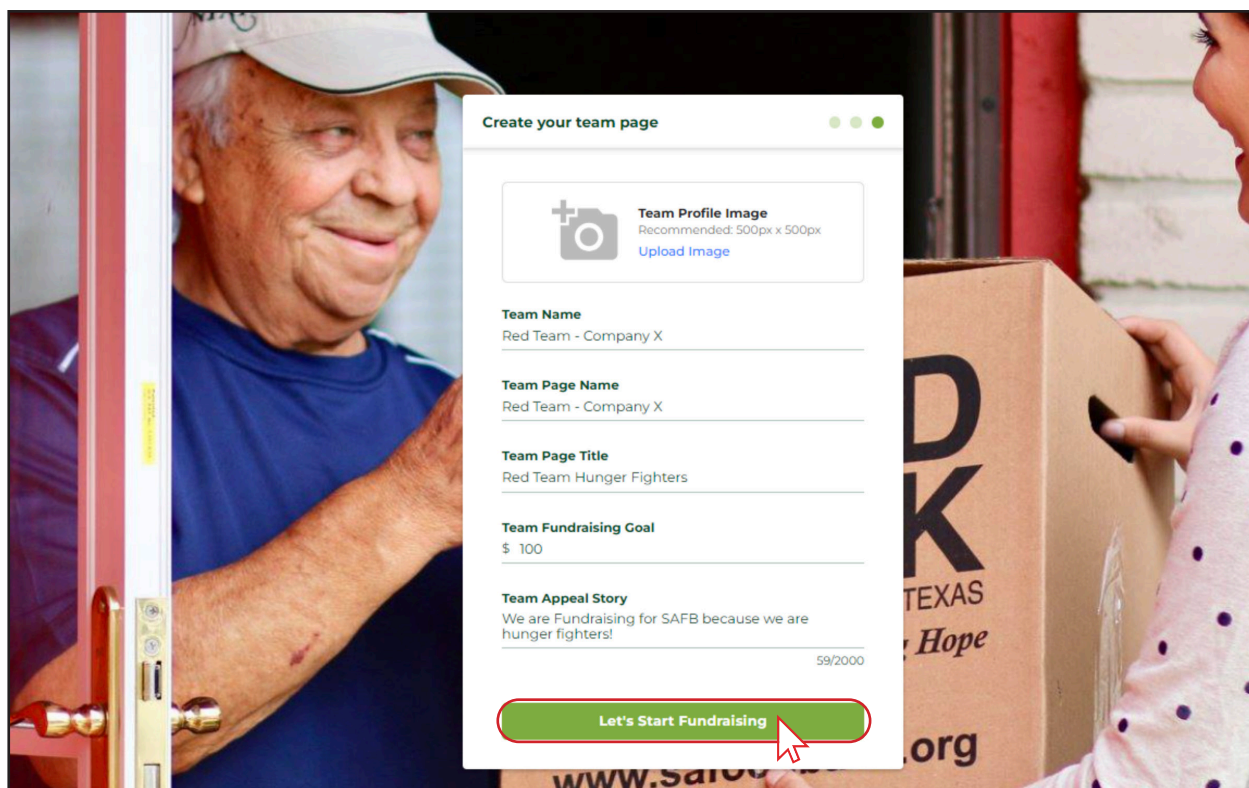 Create your team page
Team Profile Image
Recommended: 500px x 500px
Upload Image
Team Name
Red Team - Company X
Team Page Name
Red Team - Company X
Team Page Title
Red Team Hunger Fighters
Team Fundraising Goal
$ 100
Team Appeal Story
We are Fundraising for SAFB because we are
hunger fighters!
59/2000
Let's Start Fundraising
D
K
TEXAS
Hope
.org